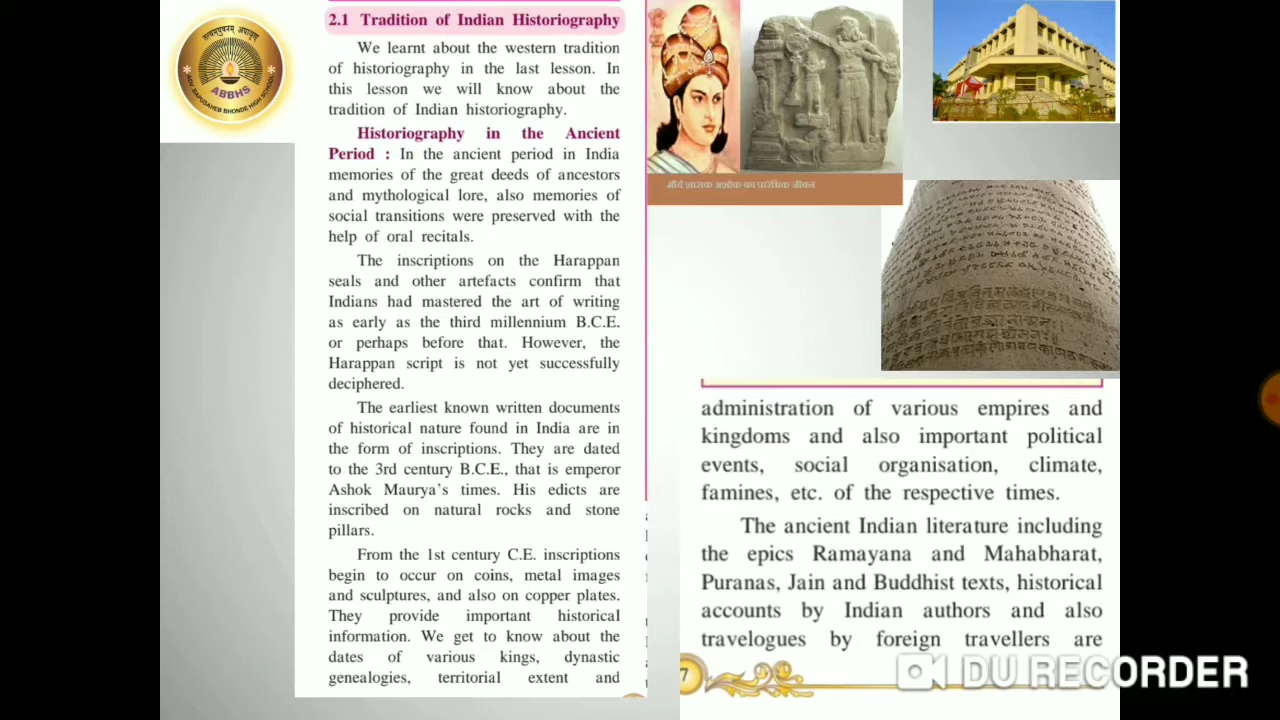 सत्यमपुषरम् अपावृणु
ABBHS
ADV. BAPUSAHEB BHONDE HIGH SCHOOL
2.1 Tradition of Indian Historiography
We learnt about the western tradition
of historiography in the last lesson. In
this lesson we will know about the
tradition of Indian historiography.
Historiography in the Ancient
Period : In the ancient period in India
memories of the great deeds of ancestors
and mythological lore, also memories of
social transitions were preserved with the
help of oral recitals.
The inscriptions on the Harappan
seals and other artefacts confirm that
Indians had mastered the art of writing
as early as the third millennium B.C.E.
or perhaps before that. However, the
Harappan script is not yet successfully
deciphered.
The earliest known written documents
of historical nature found in India are in
the form of inscriptions. They are dated
to the 3rd century B.C.E., that is emperor
Ashok Maurya's times. His edicts are
inscribed on natural rocks and stone
pillars.
From the 1st century C.E. inscriptions
begin to occur on coins, metal images
and sculptures, and also on copper plates.
They provide important historical
information. We get to know about the
dates of various kings, dynastic
genealogies, territorial extent and
मौर्य शासक अशोक का प्रारंभिक जीवन
administration of various empires and
kingdoms and also important political
events, social organisation, climate,
famines, etc. of the respective times.
The ancient Indian literature including
the epics Ramayana and Mahabharat,
Puranas, Jain and Buddhist texts, historical
accounts by Indian authors and also
travelogues by foreign travellers are
7
DU RECORDER